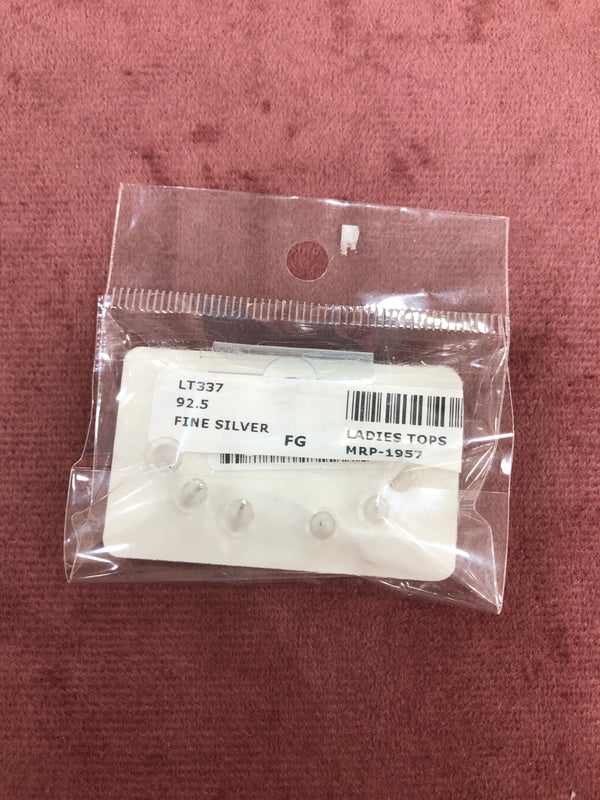 LT337
92.5
FINE SILVER
FG
LADIES TOPS
MRP-1957